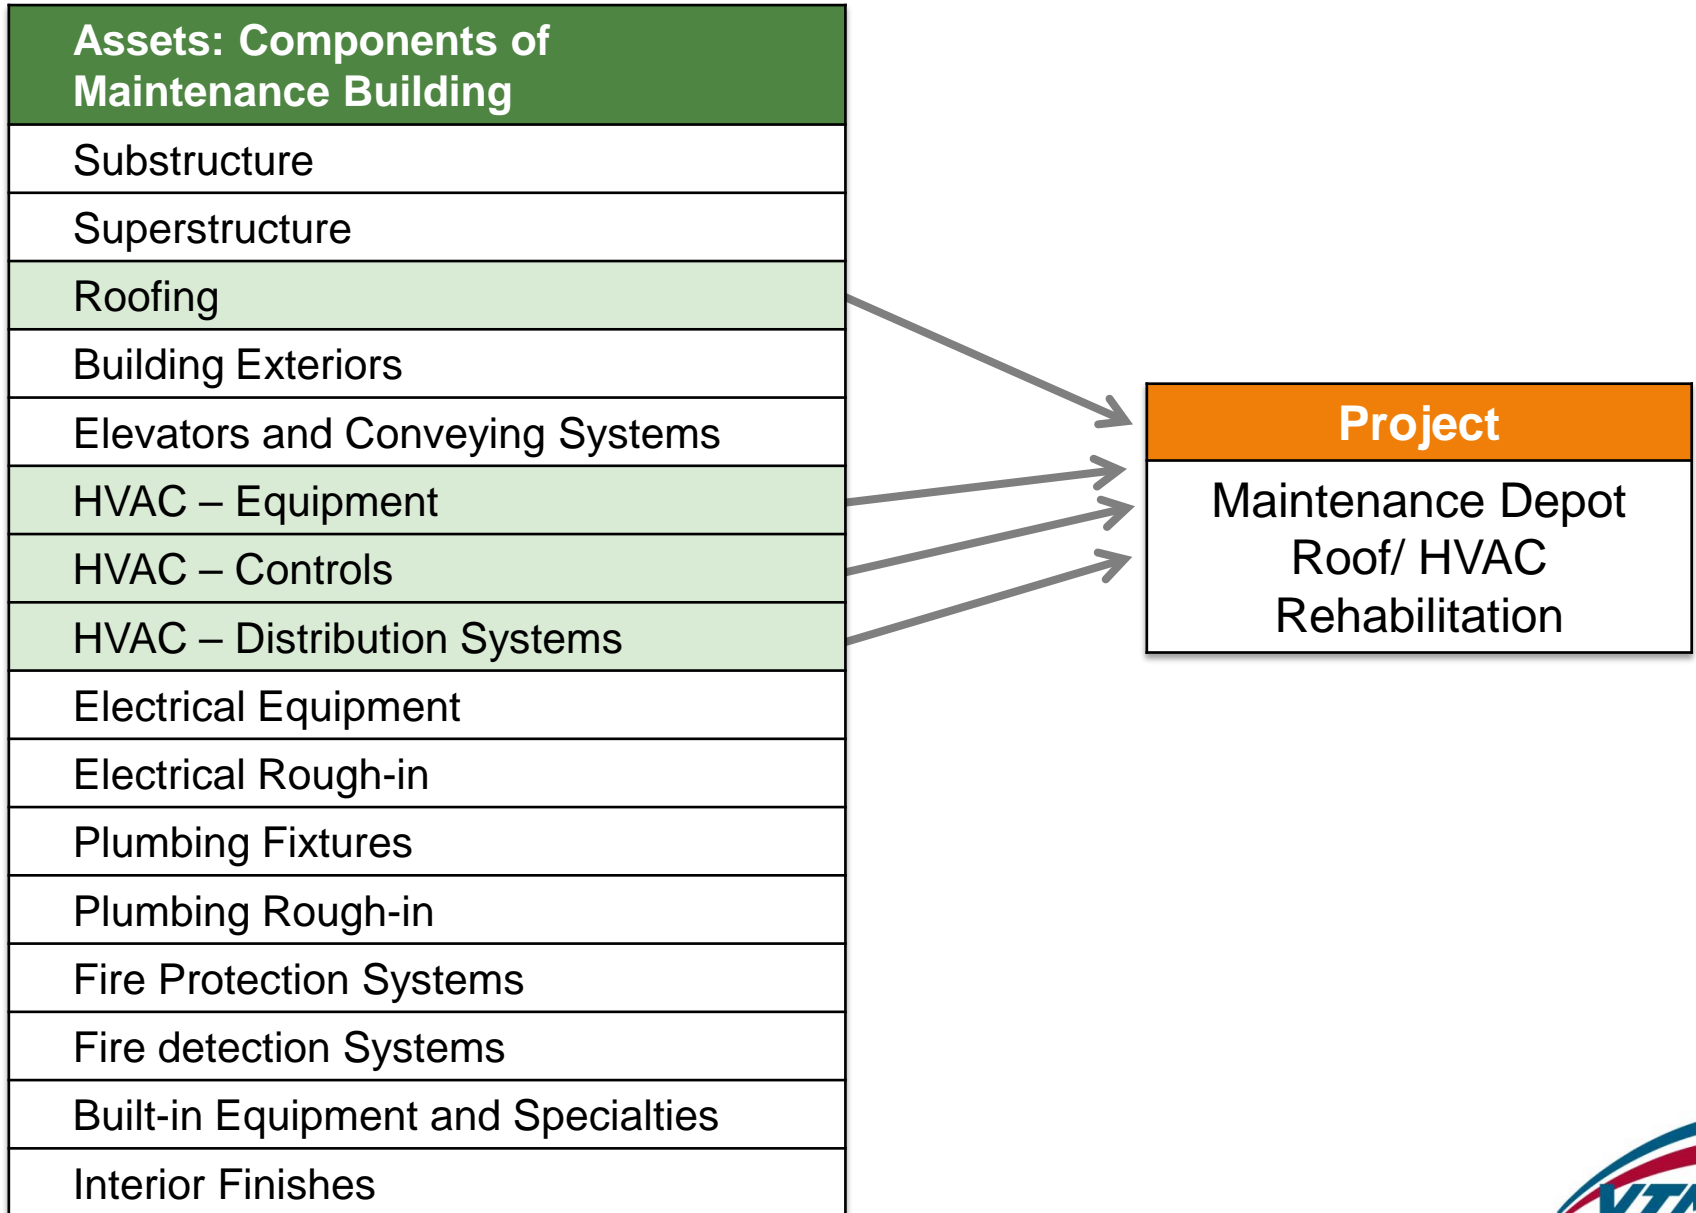 Assets: Components of
Maintenance Building
Substructure
Superstructure
Roofing
Building Exteriors
Elevators and Conveying Systems
HVAC – Equipment
HVAC – Controls
HVAC – Distribution Systems
Electrical Equipment
Electrical Rough-in
Plumbing Fixtures
Plumbing Rough-in
Fire Protection Systems
Fire detection Systems
Built-in Equipment and Specialties
Interior Finishes
Project
Maintenance Depot
Roof/ HVAC
Rehabilitation